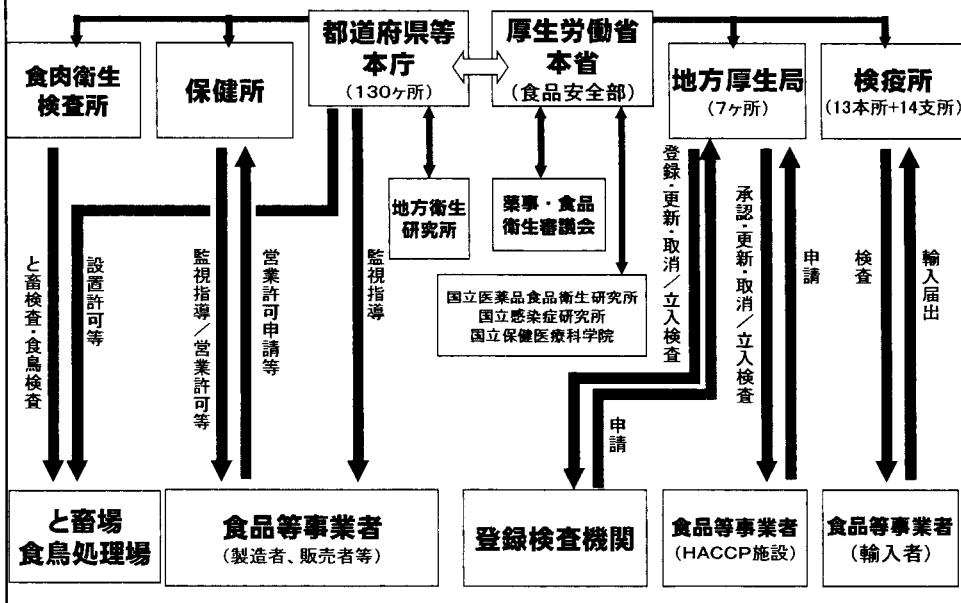 都道府県等
本庁
(130ヶ所)
厚生労働省
本省
(食品安全部)
食肉衛生
検査所
保健所
地方厚生局
(7ヶ所)
検疫所
(13本所+14支所)
地方衛生
研究所
薬事・食品
衛生審議会
国立医薬品食品衛生研究所
国立感染症研究所
国立保健医療科学院
と畜検査・食鳥検査
設置許可等
監視指導／営業許可等
営業許可申請等
監視指導
登録・更新・取消／立入検査
申請
承認・更新・取消／立入検査
申請
検査
輸入届出
と畜場
食鳥処理場
食品等事業者
(製造者、販売者等)
登録検査機関
食品等事業者
(HACCP施設)
食品等事業者
(輸入者)